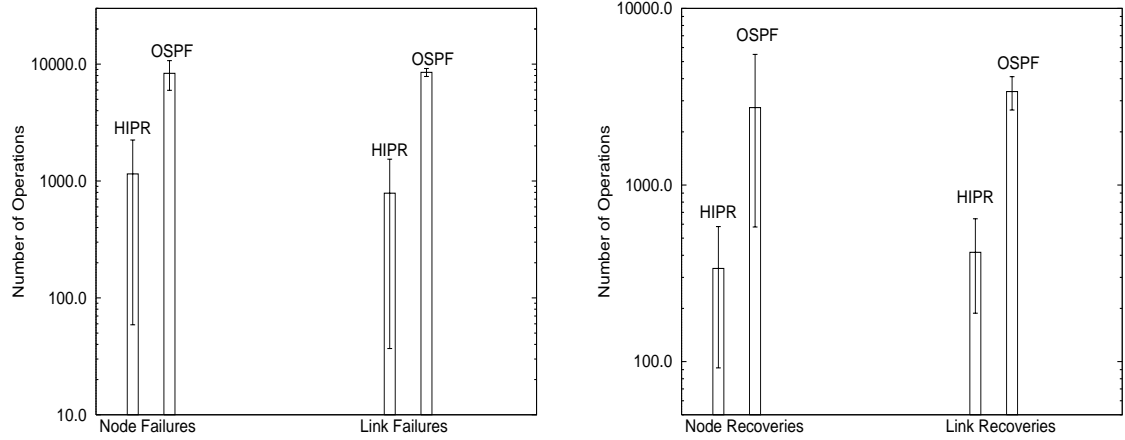 Number of Operations
10000.0
1000.0
100.0
10.0
HIPR
OSPF
HIPR
OSPF
Node Failures
Link Failures
Number of Operations
10000.0
1000.0
100.0
HIPR
OSPF
HIPR
OSPF
Node Recoveries
Link Recoveries